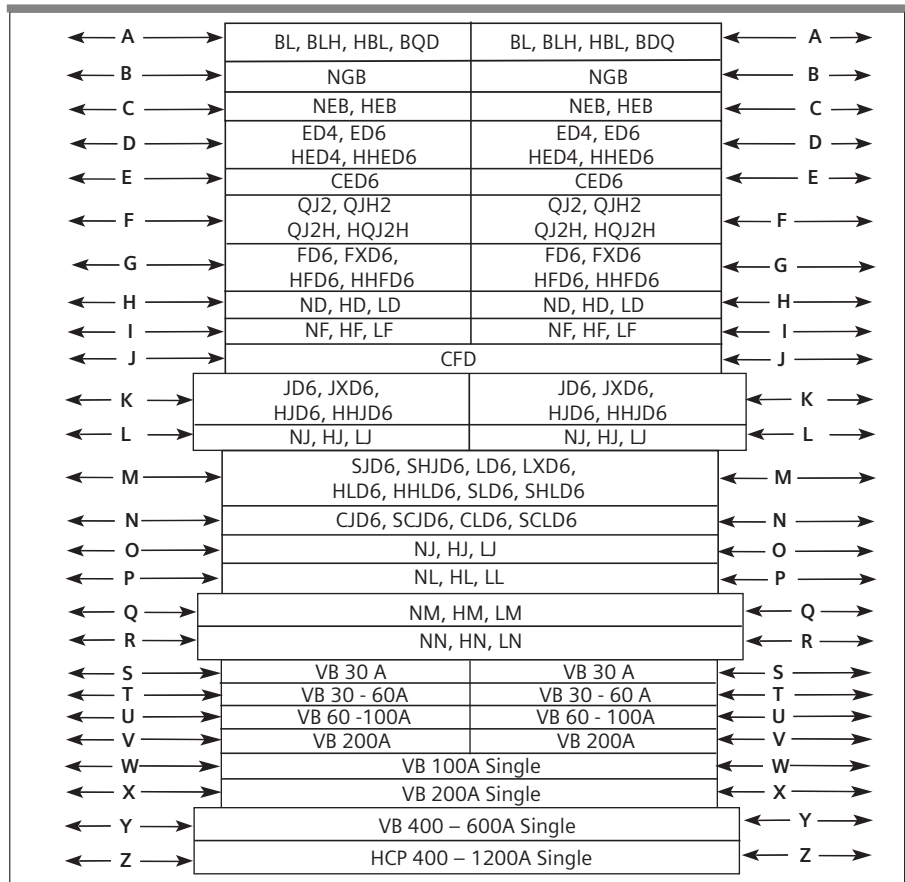 A BL, BLH, HBL, BQD BL, BLH, HBL, BDQ A
B NGB NGB B
C NEB, HEB NEB, HEB C
D ED4, ED6 ED4, ED6 D
HED4, HHED6 HED4, HHED6
E CED6 CED6 E
QJ2, QJH2 QJ2, QJH2
F QJ2H, HQJ2H QJ2H, HQJ2H F
G FD6, FXD6, FD6, FXD6 G
HFD6, HHFD6 HFD6, HHFD6
H ND, HD, LD ND, HD, LD H
I NF, HF, LF NF, HF, LF I
J CFD J
K JD6, JXD6, JD6, JXD6, K
HJD6, HHJD6 HJD6, HHJD6
L NJ, HJ, LJ NJ, HJ, LJ L
SJD6, SHJD6, LD6, LXD6,
M HLD6, HHLD6, SLD6, SHLD6 M
N CJD6, SCJD6, CLD6, SCLD6 N
O NJ, HJ, LJ O
P NL, HL, LL P
Q NM, HM, LM Q
R NN, HN, LN R
S VB 30 A VB 30 A S
T VB 30 - 60A VB 30 - 60 A T
U VB 60 -100A VB 60 - 100A U
V VB 200A VB 200A V
W VB 100A Single W
X VB 200A Single X
Y VB 400 – 600A Single Y
Z HCP 400 – 1200A Single Z